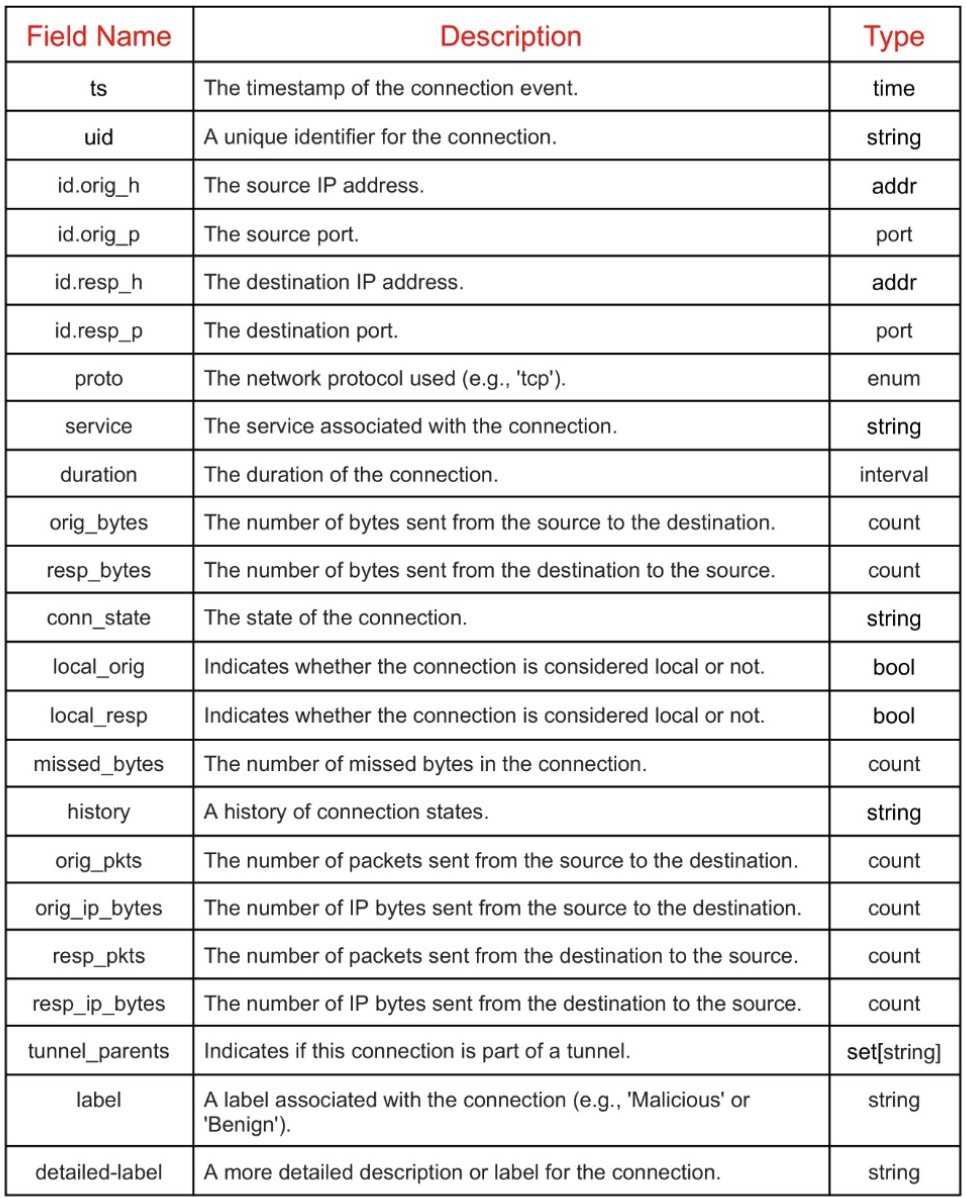 Field Name Description Type
ts The timestamp of the connection event. time
uid A unique identifier for the connection. string
id.orig_h The source IP address. addr
id.orig_p The source port. port
id.resp_h The destination IP address. addr
id.resp_p The destination port. port
proto The network protocol used (e.g., 'tcp'). enum
service The service associated with the connection. string
duration The duration of the connection. interval
orig_bytes The number of bytes sent from the source to the destination. count
resp_bytes The number of bytes sent from the destination to the source. count
conn_state The state of the connection. string
local_orig Indicates whether the connection is considered local or not. bool
local_resp Indicates whether the connection is considered local or not. bool
missed_bytes The number of missed bytes in the connection. count
history A history of connection states. string
orig_pkts The number of packets sent from the source to the destination. count
orig_ip_bytes The number of IP bytes sent from the source to the destination. count
resp_pkts The number of packets sent from the destination to the source. count
resp_ip_bytes The number of IP bytes sent from the destination to the source. count
tunnel_parents Indicates if this connection is part of a tunnel. set[string]
label A label associated with the connection (e.g., 'Malicious' or string
'Benign').
detailed-label A more detailed description or label for the connection. string